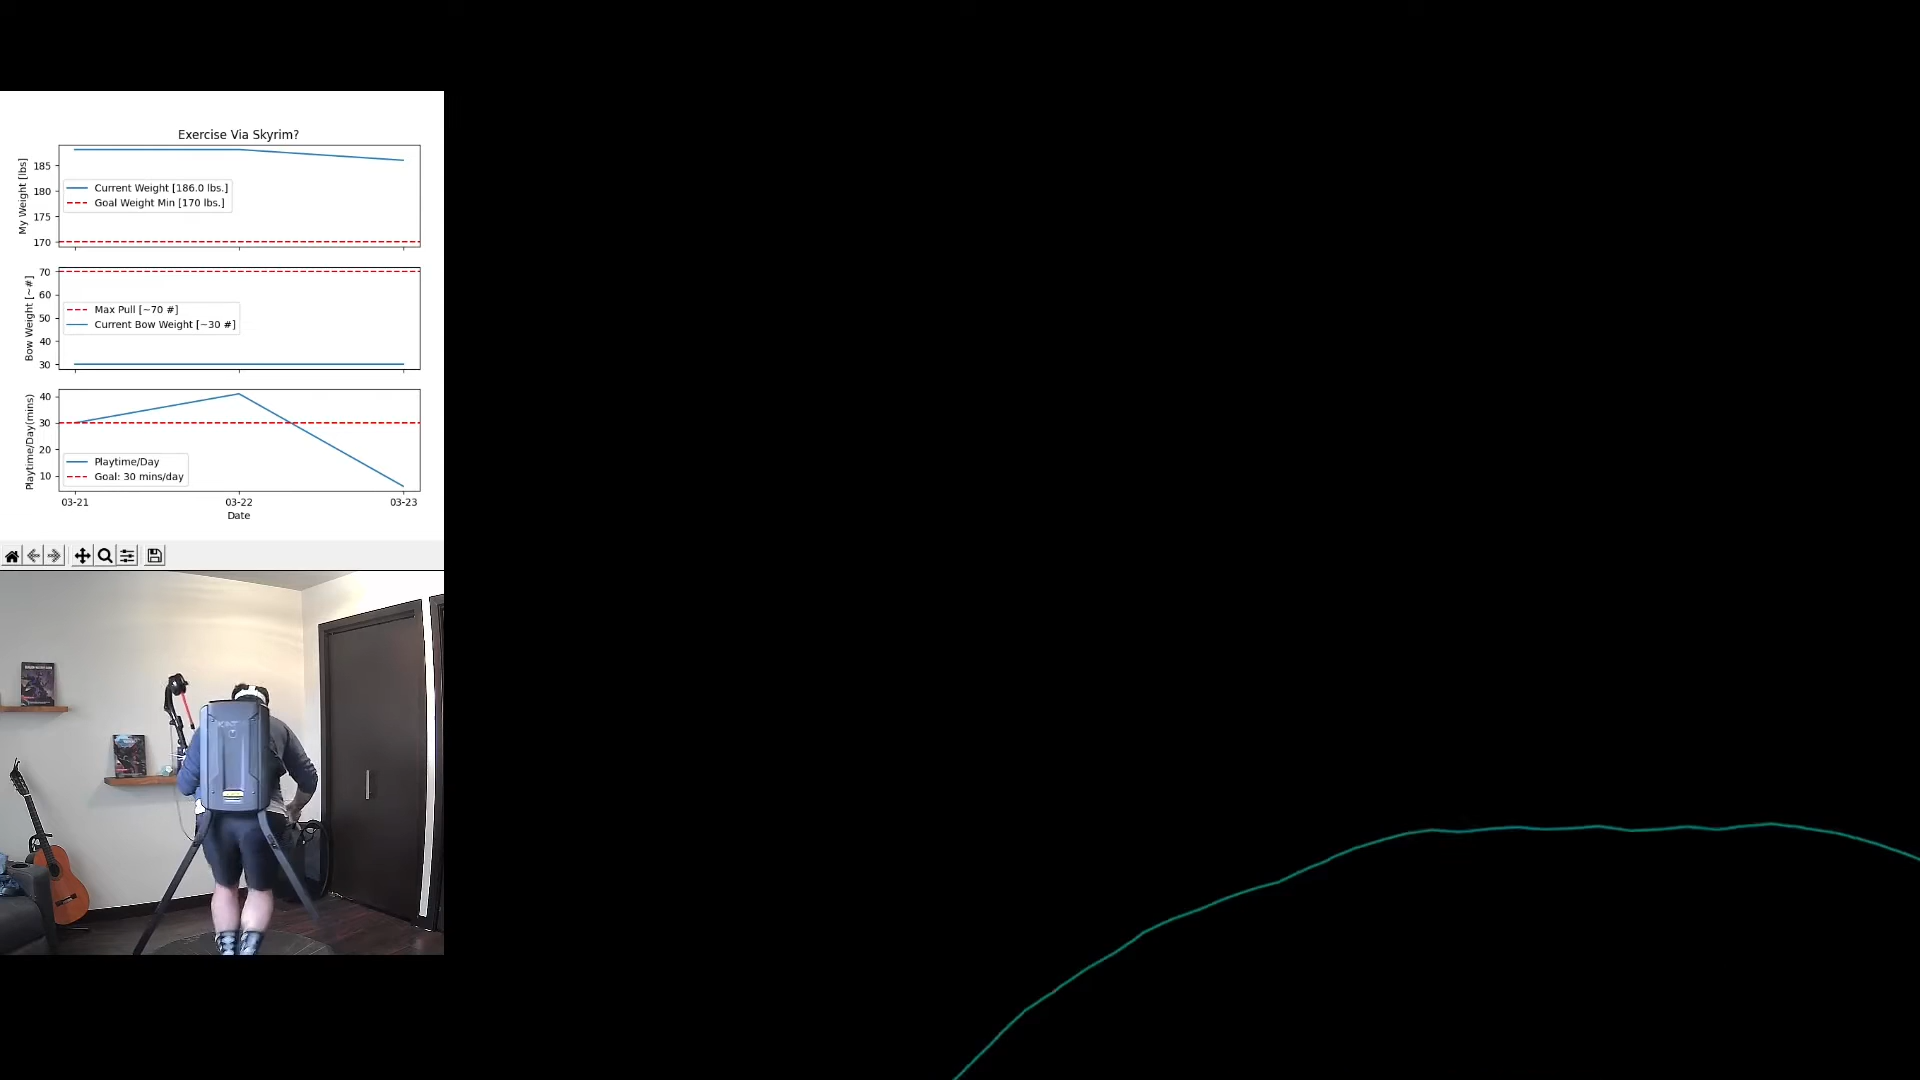 Exercise Via Skyrim?
My Weight [lbs]
185
180
175
170
Current Weight [186.0 lbs.]
Goal Weight Min [170 lbs.]
Bow Weight [~#]
70
60
50
40
30
Max Pull [~70 #]
Current Bow Weight [~30 #]
Playtime/Day(mins)
40
30
20
10
Playtime/Day
Goal: 30 mins/day
03-21
03-22
03-23
Date
KAT